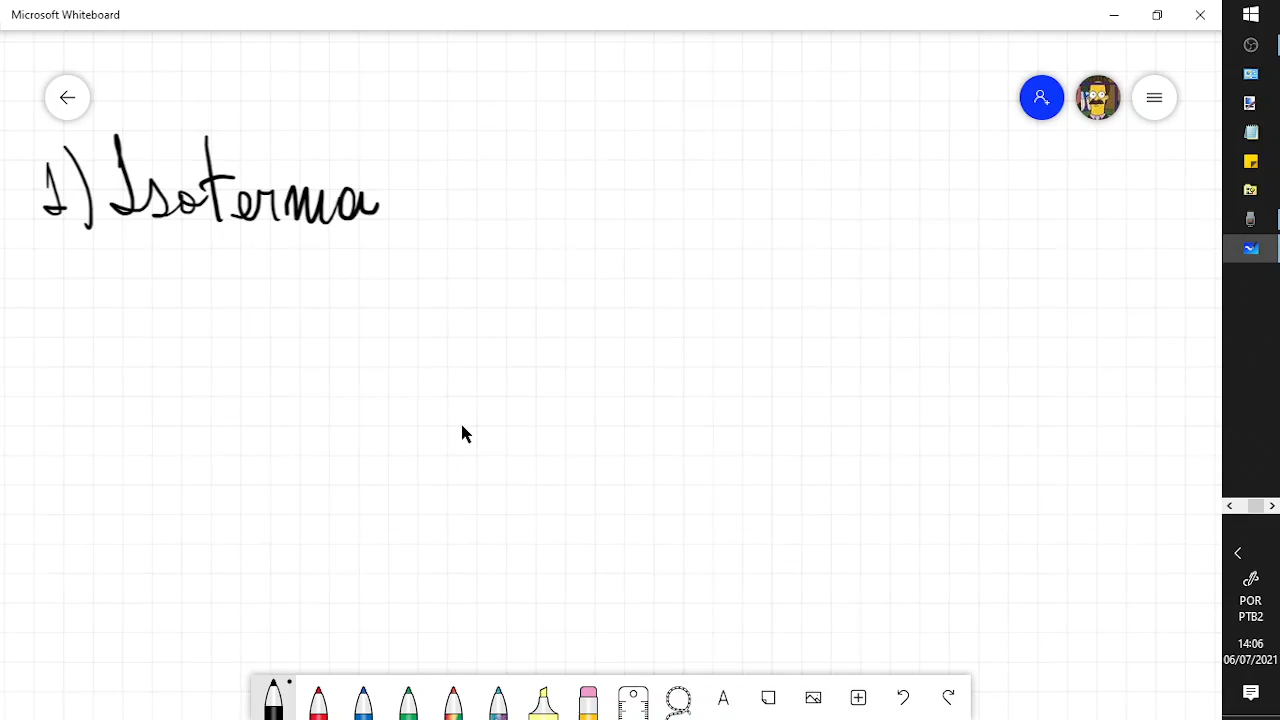 Microsoft Whiteboard
1) Isoterma
POR
PTB2
14:06
06/07/2021